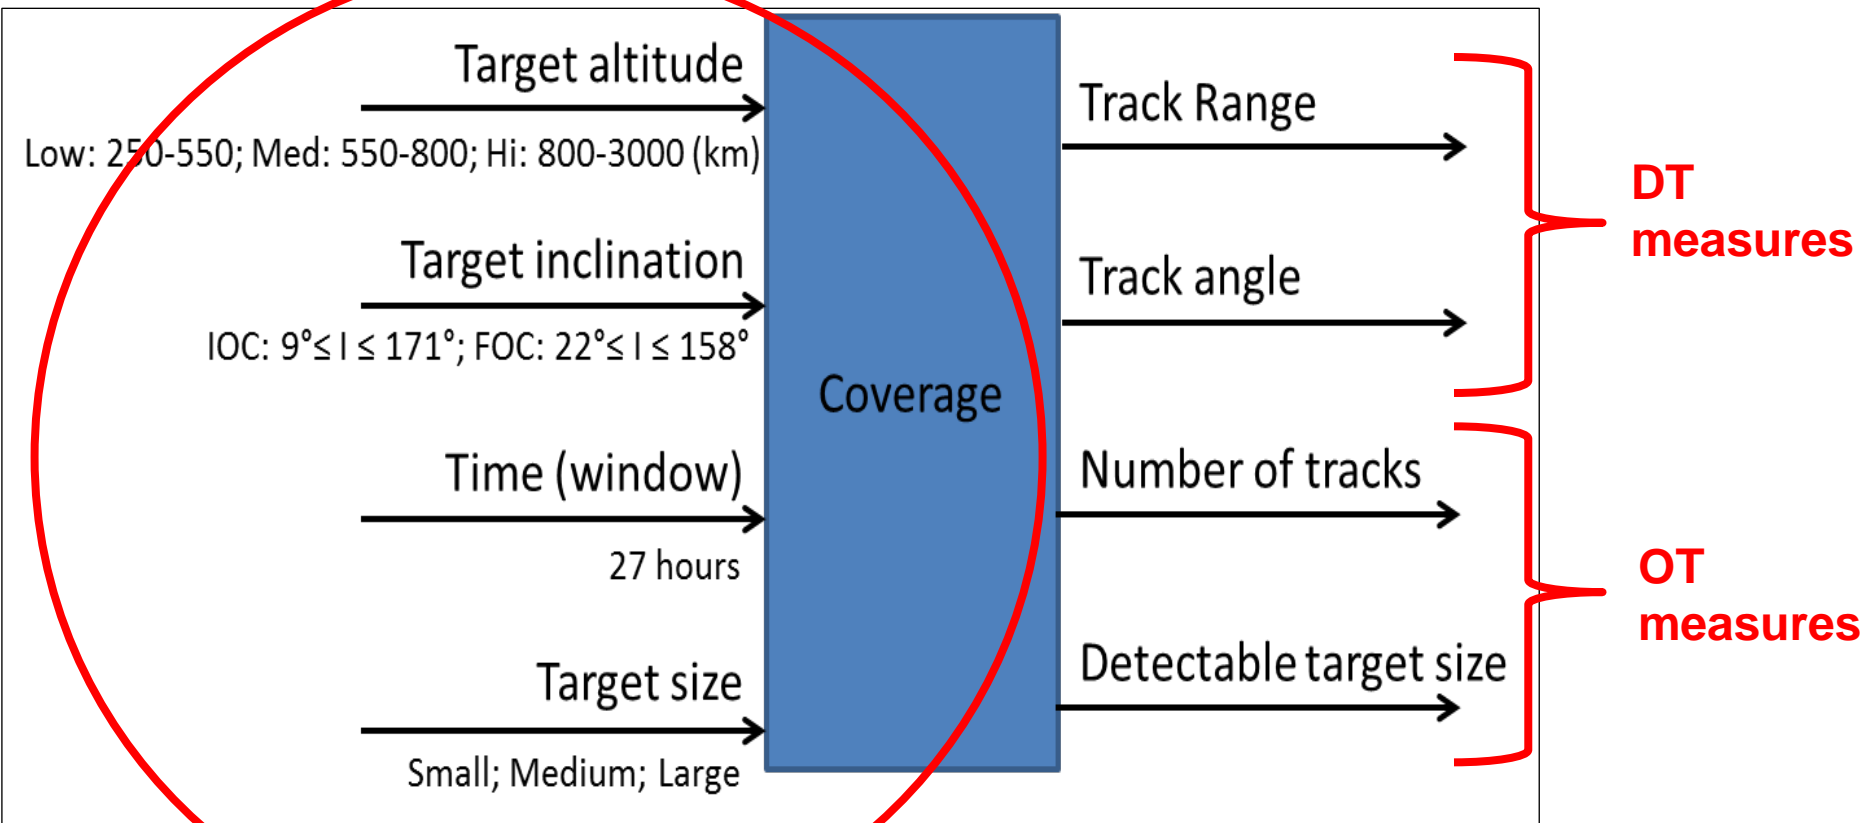 Target altitude
Low: 250-550; Med: 550-800; Hi: 800-3000 (km)
Target inclination
IOC: 9°≤ I ≤ 171°; FOC: 22°≤ I ≤ 158°
Time (window)
27 hours
Target size
Small; Medium; Large
Coverage
Track Range
Track angle
Number of tracks
Detectable target size
DT
measures
OT
measures